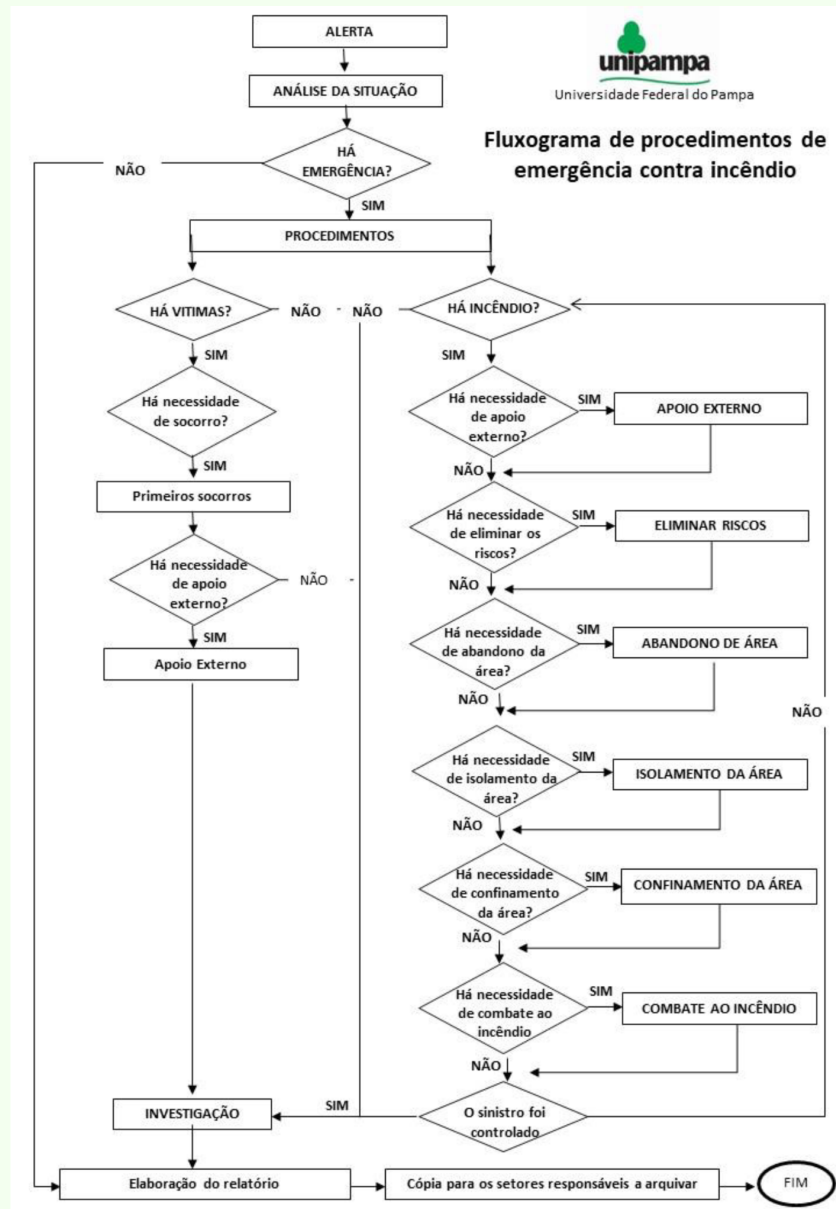 ALERTA
unipampa
Universidade Federal do Pampa
ANÁLISE DA SITUAÇÃO
Fluxograma de procedimentos de
emergência contra incêndio
HÁ
EMERGÊNCIA?
NÃO
SIM
PROCEDIMENTOS
HÁ VITIMAS?
NÃO
NÃO
HÁ INCÊNDIO?
SIM
SIM
Há necessidade
de socorro?
Há necessidade
de apoio
externo?
SIM
APOIO EXTERNO
SIM
NÃO
Primeiros socorros
Há necessidade
de eliminar os
riscos?
SIM
ELIMINAR RISCOS
Há necessidade
de apoio
externo?
NÃO
NÃO
SIM
Apoio Externo
Há necessidade
de abandono da
área?
SIM
ABANDONO DE ÁREA
NÃO
NÃO
Há necessidade
de isolamento da
área?
SIM
ISOLAMENTO DA ÁREA
NÃO
Há necessidade
de confinamento
da área?
SIM
CONFINAMENTO DA ÁREA
NÃO
Há necessidade
de combate ao
incêndio
SIM
COMBATE AO INCÊNDIO
NÃO
INVESTIGAÇÃO
SIM
O sinistro foi
controlado
Elaboração do relatório
Cópia para os setores responsáveis a arquivar
FIM